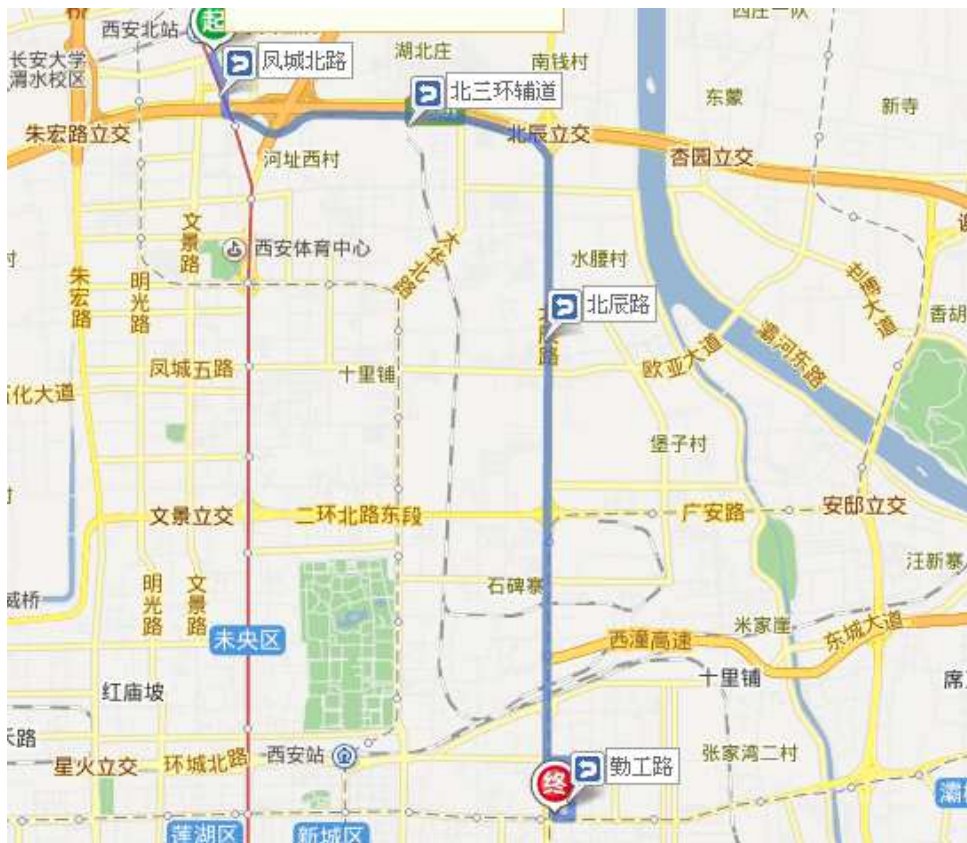 西安北站
起
长安大学
渭水校区
凤城北路
湖北庄
南钱村
北三环辅道
东蒙
新寺
朱宏路立交
北辰立交
杏园立交
河址西村
文景路
西安体育中心
太华北路
水腰村
朱宏路
明光路
北辰路
香胡
凤城五路
十里铺
欧亚大道
灞河东路
石化大道
堡子村
文景立交
二环北路东段
广安路
安邸立交
汪新寨
石碑寨
明光路
文景路
威桥
未央区
西潼高速
米家崖
东城大道
红庙坡
十里铺
席
星火立交
环城北路
西安站
勤工路
张家湾二村
终
莲湖区
新城区
灞